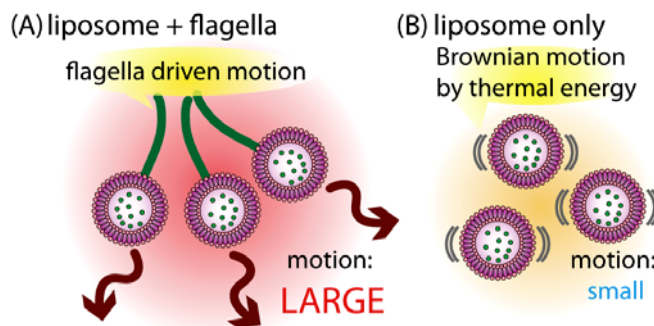 (A) liposome + flagella
flagella driven motion
motion:
LARGE
(B) liposome only
Brownian motion
by thermal energy
motion:
small